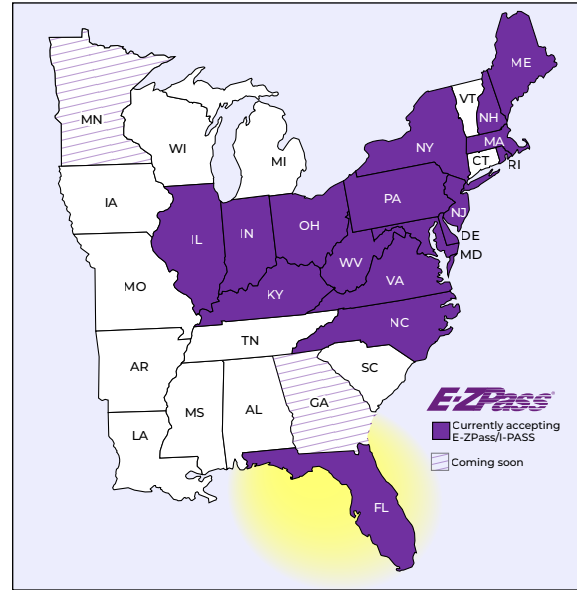 ME
VT
NH
MN
NY
MA
WI
CT
RI
MI
PA
IA
NJ
OH
IL
IN
DE
MD
WV
VA
MO
KY
NC
TN
AR
SC
E-ZPass®
GA
MS
AL
Currently accepting
E-ZPass/I-PASS
LA
Coming soon
FL